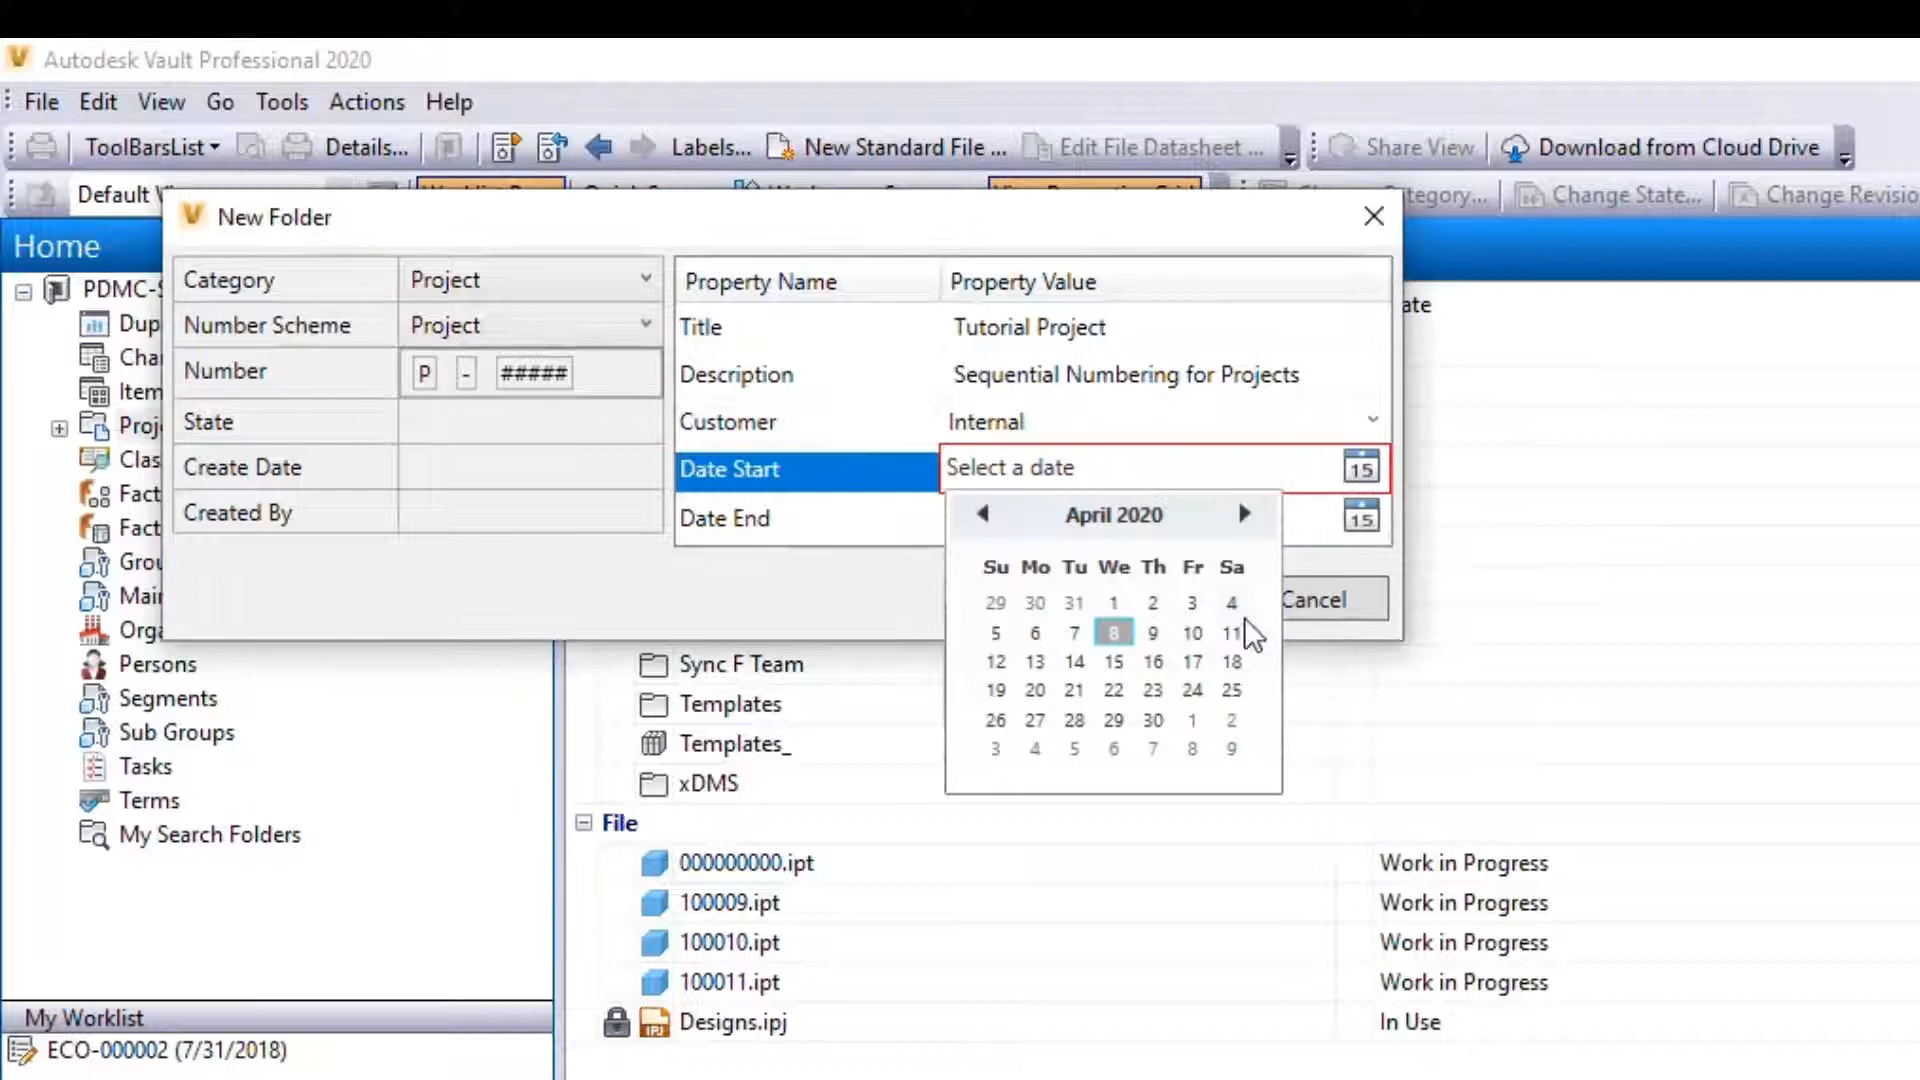 Autodesk Vault Professional 2020
File Edit View Go Tools Actions Help
ToolBarsList Details... Labels... New Standard File ... Edit File Datasheet ... Share View Download from Cloud Drive
Default Change State... Change Revisio
New Folder
Home
Category Project
Number Scheme Project
Number P - #####
State
Create Date
Created By
Property Name Property Value
Title Tutorial Project
Description Sequential Numbering for Projects
Customer Internal
Date Start Select a date 15
Date End 15
April 2020
Su Mo Tu We Th Fr Sa
29 30 31 1 2 3 4
5 6 7 8 9 10 11
12 13 14 15 16 17 18
19 20 21 22 23 24 25
26 27 28 29 30 1 2
3 4 5 6 7 8 9
Cancel
ate
PDMC-S
Dup
Cha
Item
Proj
Clas
Fact
Fact
Grou
Mair
Orga
Persons
Segments
Sub Groups
Tasks
Terms
My Search Folders
Sync F Team
Templates
Templates_
xDMS
File
000000000.ipt Work in Progress
100009.ipt Work in Progress
100010.ipt Work in Progress
100011.ipt Work in Progress
IPJ Designs.ipj In Use
My Worklist
ECO-000002 (7/31/2018)